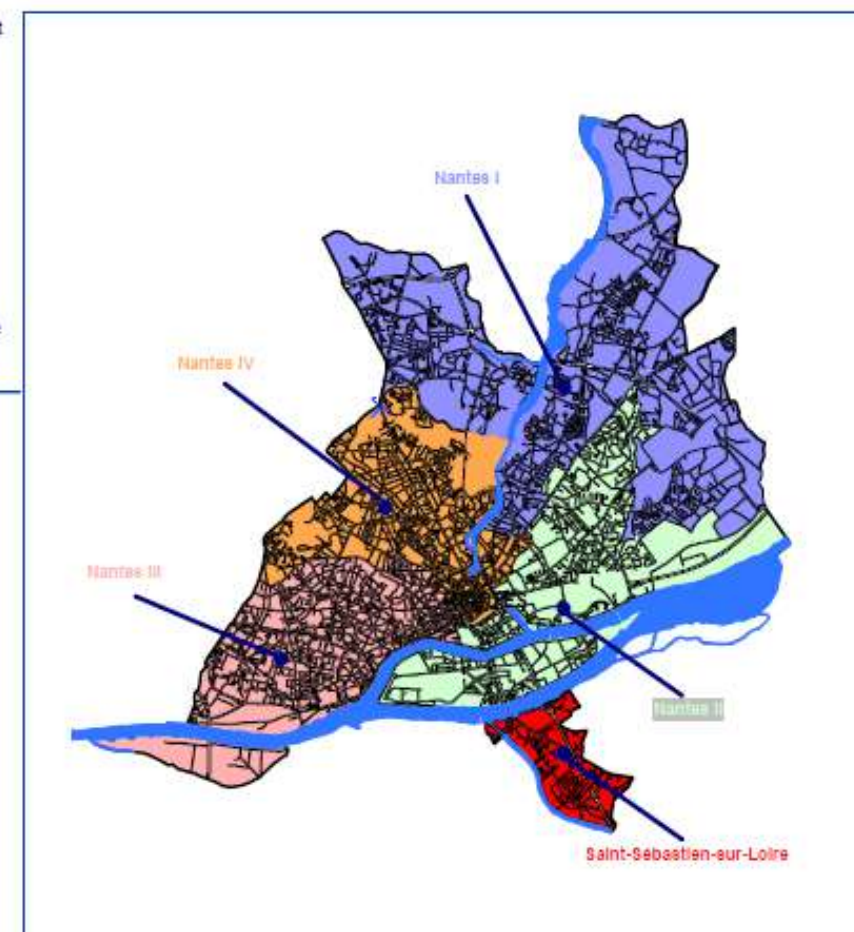 Nantes I
Nantes IV
Nantes III
Nantes II
Saint-Sébastien-sur-Loire